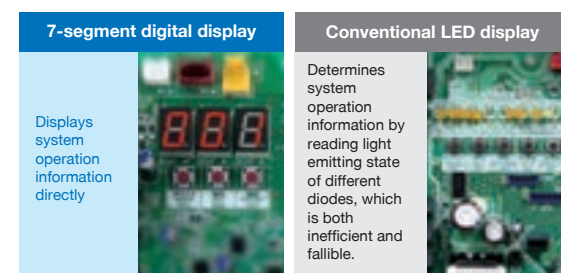 7-segment digital display
Displays
system
operation
information
directly
Conventional LED display
Determines
system
operation
information by
reading light
emitting state
of different
diodes, which
is both
inefficient and
fallible.